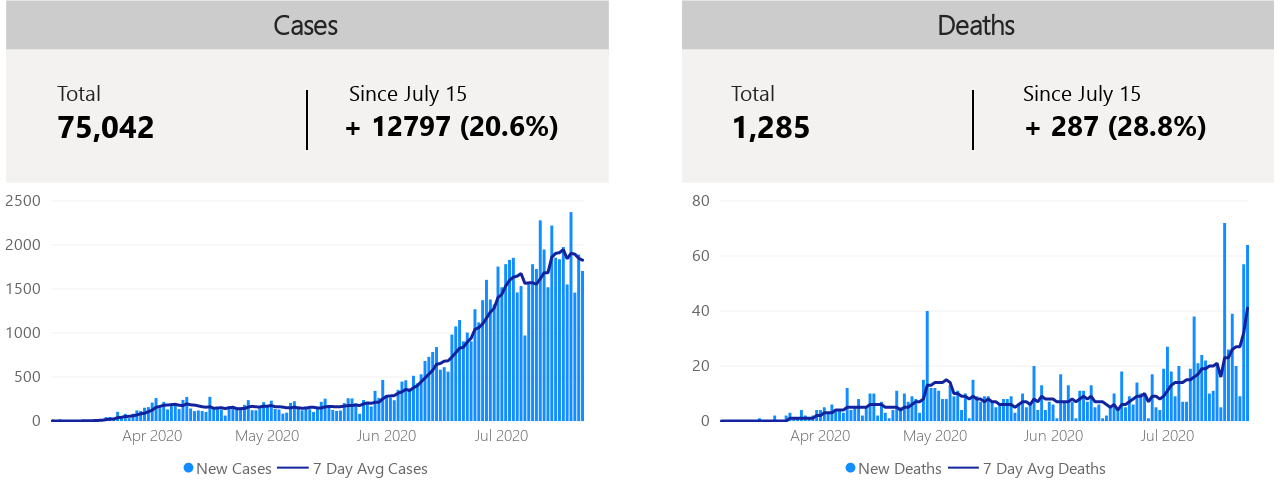 Cases
Total
75,042
Since July 15
+ 12797 (20.6%)
2500
2000
1500
1000
500
0
Apr 2020 May 2020 Jun 2020 Jul 2020
New Cases 7 Day Avg Cases
Deaths
Total
1,285
Since July 15
+ 287 (28.8%)
80
60
40
20
0
Apr 2020 May 2020 Jun 2020 Jul 2020
New Deaths 7 Day Avg Deaths